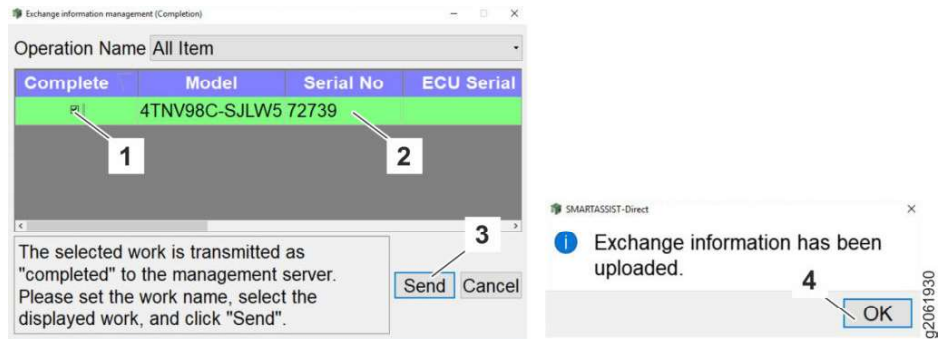 Exchange information management (Completion)
Operation Name All Item
Complete Model Serial No ECU Serial
4TNV98C-SJLW5 72739
1
2
3
The selected work is transmitted as
"completed" to the management server.
Please set the work name, select the
displayed work, and click "Send".
Send Cancel
SMARTASSIST-Direct
Exchange information has been
uploaded.
4
OK
g2061930